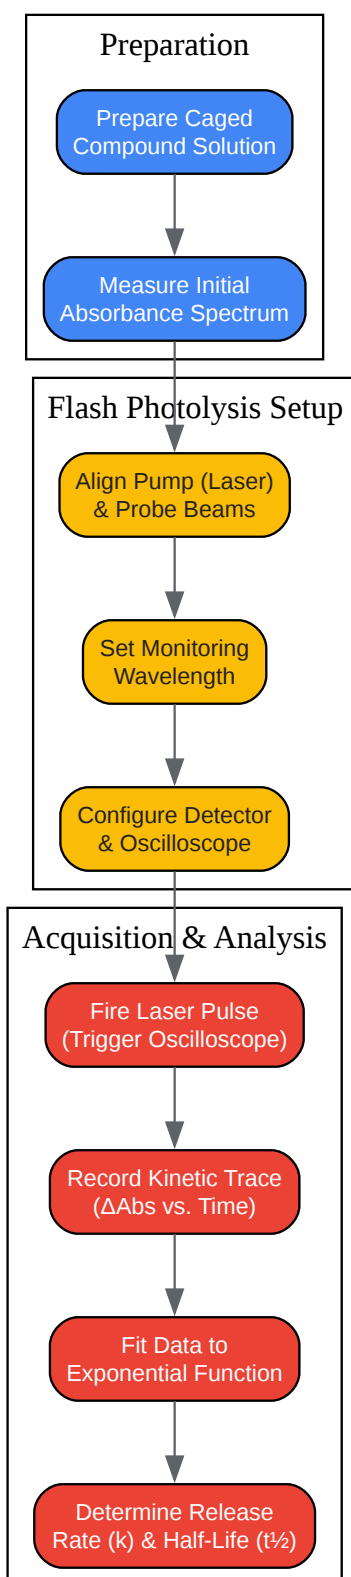 Preparation
Prepare Caged
Compound Solution
Measure Initial
Absorbance Spectrum
Flash Photolysis Setup
Align Pump (Laser)
& Probe Beams
Set Monitoring
Wavelength
Configure Detector
& Oscilloscope
Acquisition & Analysis
Fire Laser Pulse
(Trigger Oscilloscope)
Record Kinetic Trace
(ΔAbs vs. Time)
Fit Data to
Exponential Function
Determine Release
Rate (k) & Half-Life (t½)